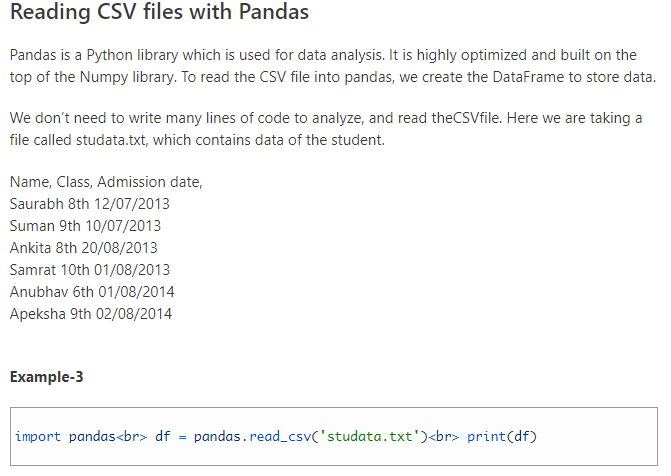 Reading CSV files with Pandas
Pandas is a Python library which is used for data analysis. It is highly optimized and built on the
top of the Numpy library. To read the CSV file into pandas, we create the DataFrame to store data.
We don’t need to write many lines of code to analyze, and read theCSVfile. Here we are taking a
file called studata.txt, which contains data of the student.
Name, Class, Admission date,
Saurabh 8th 12/07/2013
Suman 9th 10/07/2013
Ankita 8th 20/08/2013
Samrat 10th 01/08/2013
Anubhav 6th 01/08/2014
Apeksha 9th 02/08/2014
Example-3
import pandas<br> df = pandas.read_csv('studata.txt')<br> print(df)